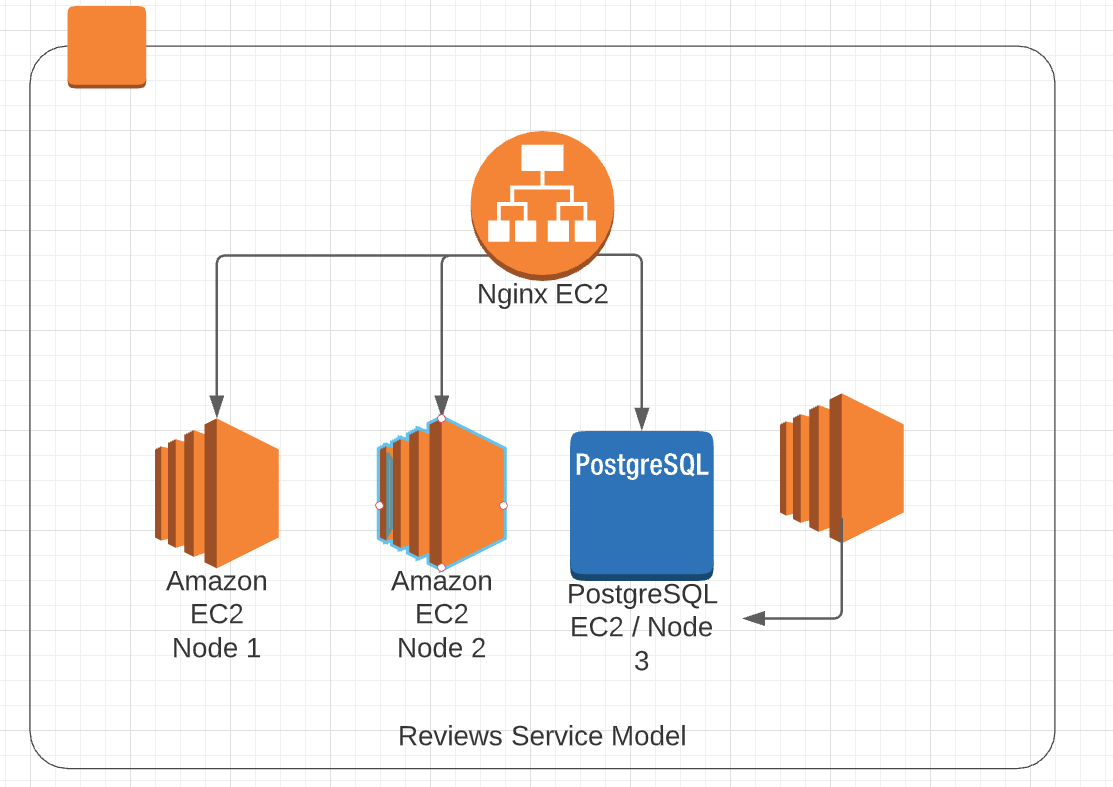 Nginx EC2
PostgreSQL
Amazon
EC2
Node 1
Amazon
EC2
Node 2
PostgreSQL
EC2 / Node
3
Reviews Service Model